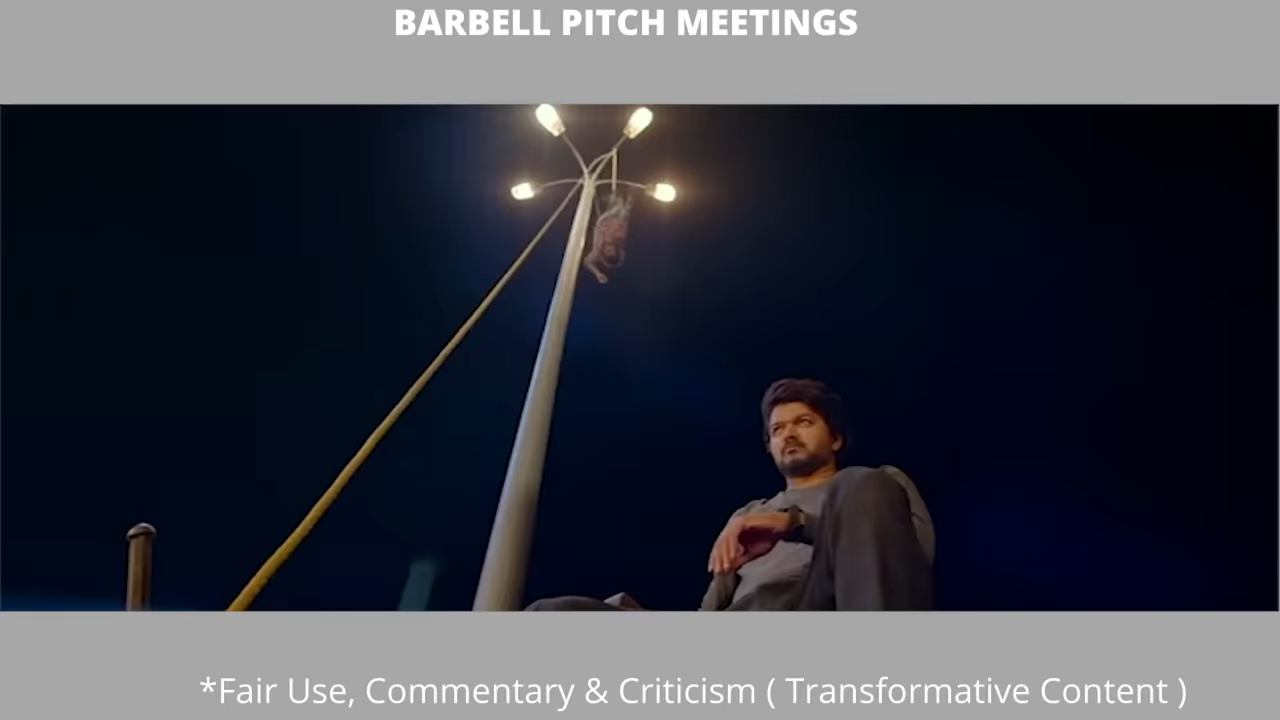 BARBELL PITCH MEETINGS
*Fair Use, Commentary & Criticism ( Transformative Content )